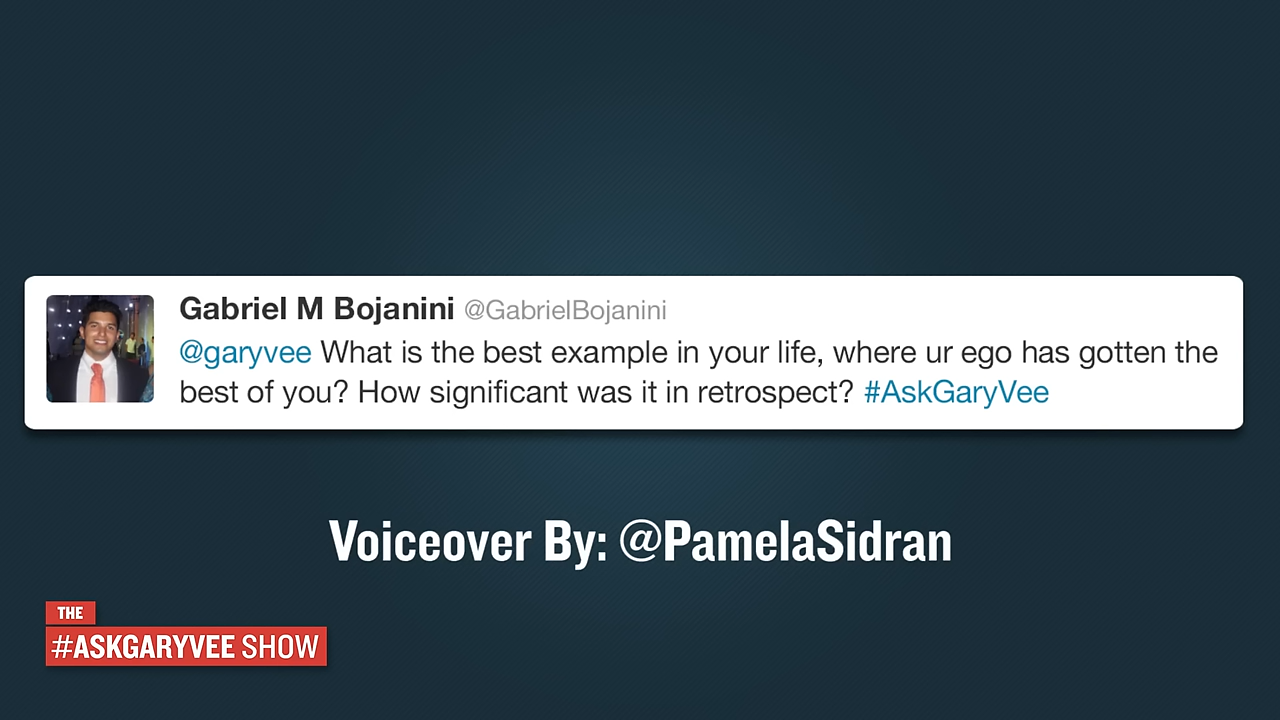 Gabriel M Bojanini @GabrielBojanini
@garyvee What is the best example in your life, where ur ego has gotten the
best of you? How significant was it in retrospect? #AskGaryVee
Voiceover By: @PamelaSidran
THE
#ASKGARYVEE SHOW